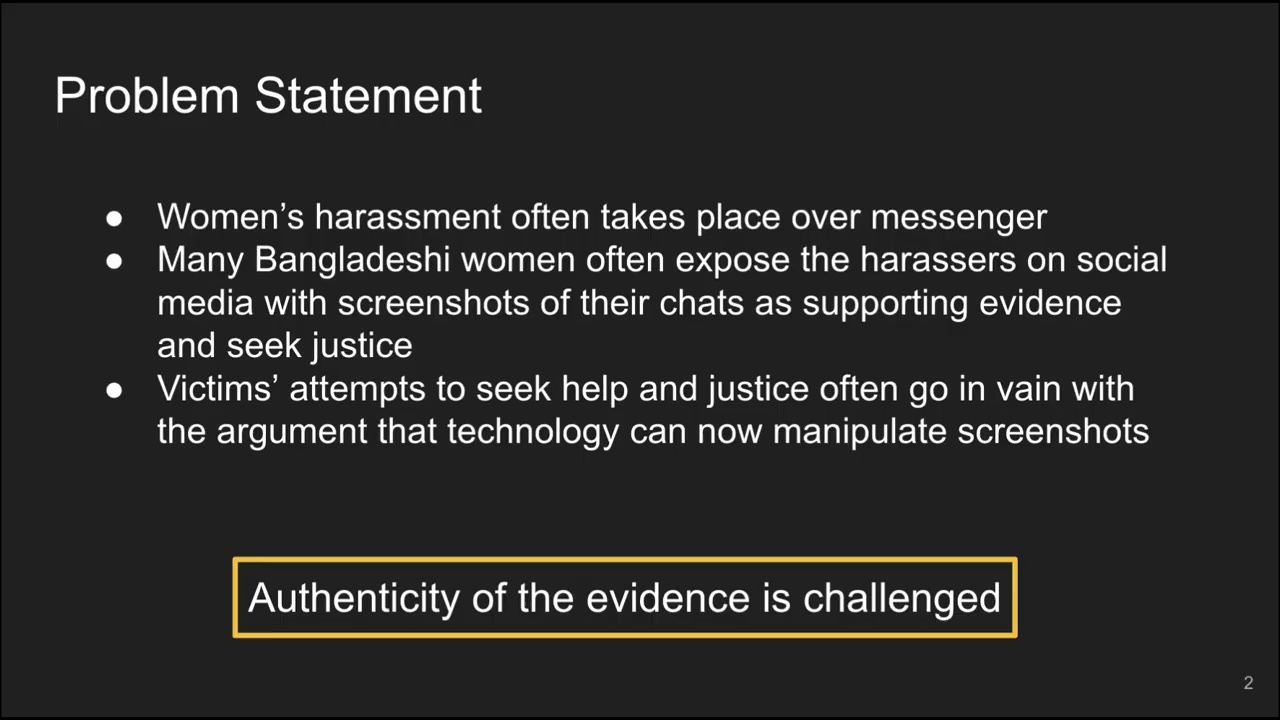 Problem Statement
● Women’s harassment often takes place over messenger
● Many Bangladeshi women often expose the harassers on social
media with screenshots of their chats as supporting evidence
and seek justice
● Victims’ attempts to seek help and justice often go in vain with
the argument that technology can now manipulate screenshots
Authenticity of the evidence is challenged
2